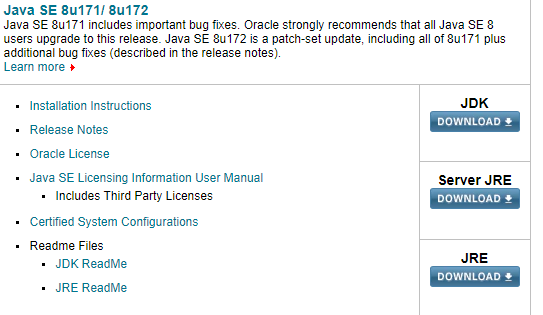 Java SE 8u171/ 8u172
Java SE 8u171 includes important bug fixes. Oracle strongly recommends that all Java SE 8
users upgrade to this release. Java SE 8u172 is a patch-set update, including all of 8u171 plus
additional bug fixes (described in the release notes).
Learn more
Installation Instructions
Release Notes
Oracle License
Java SE Licensing Information User Manual
Includes Third Party Licenses
Certified System Configurations
Readme Files
JDK ReadMe
JRE ReadMe
JDK
DOWNLOAD
Server JRE
DOWNLOAD
JRE
DOWNLOAD